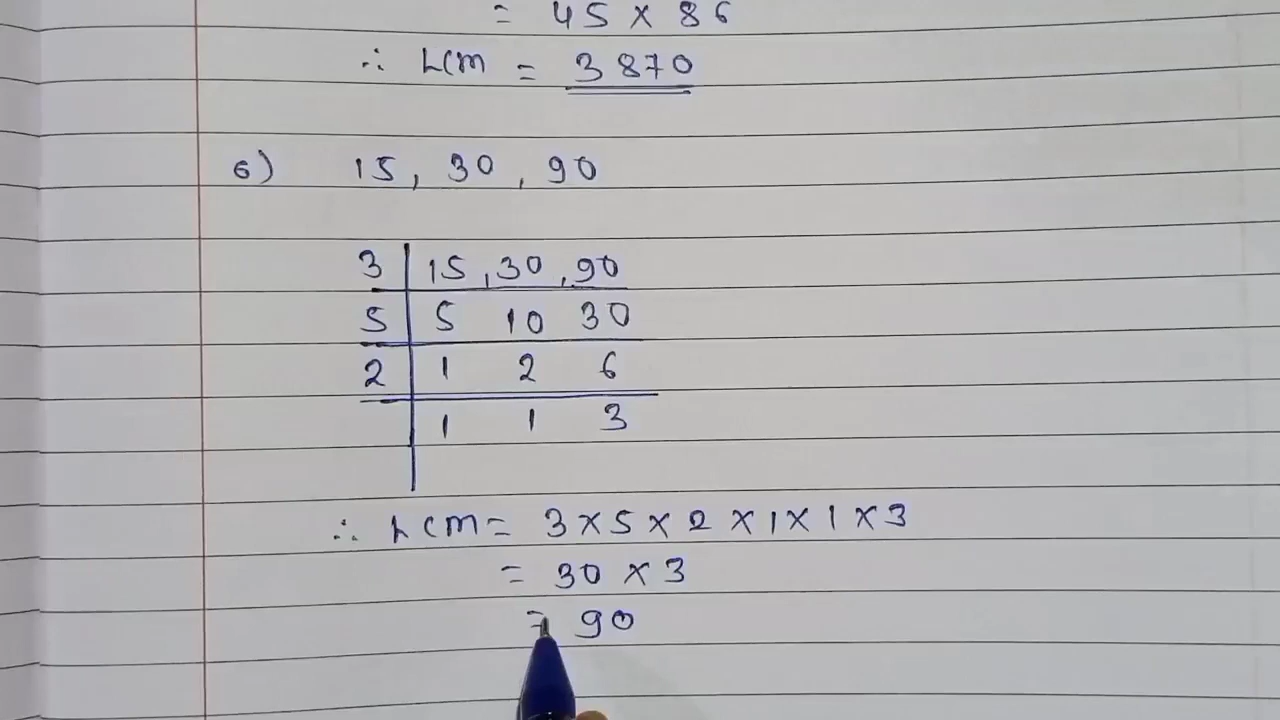 = 45 × 86
∴ LCM = 3870
6) 15, 30, 90
3 | 15, 30, 90
5 | 5 10 30
2 | 1 2 6
| 1 1 3
∴ LCM = 3 × 5 × 2 × 1 × 1 × 3
= 30 × 3
= 90